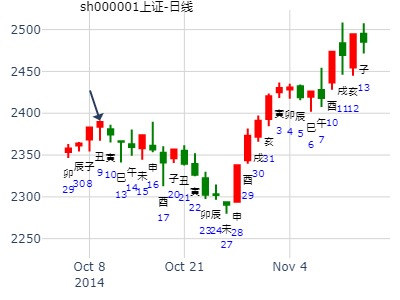 sh000001上证-日线
2500
2450
2400
2350
2300
2250
卯
29
辰
30
子
8
丑
9
寅
10
巳
13
午
14
未
15
申
16
酉
17
子
20
丑
21
寅
22
卯
23
辰
24
未
27
申
28
酉
29
戌
30
亥
31
寅
3
卯
4
辰
5
巳
6
午
7
酉
10
戌
11
亥
12
子
13
Oct 8
2014
Oct 21
Nov 4